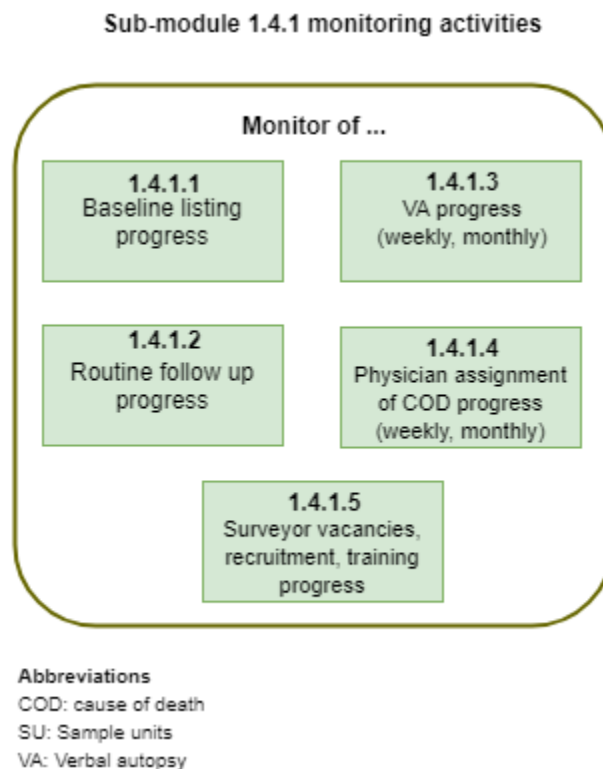 Sub-module 1.4.1 monitoring activities
Monitor of ...
1.4.1.1
Baseline listing
progress
1.4.1.3
VA progress
(weekly, monthly)
1.4.1.2
Routine follow up
progress
1.4.1.4
Physician assignment
of COD progress
(weekly, monthly)
1.4.1.5
Surveyor vacancies,
recruitment, training
progress
Abbreviations
COD: cause of death
SU: Sample units
VA: Verbal autopsy